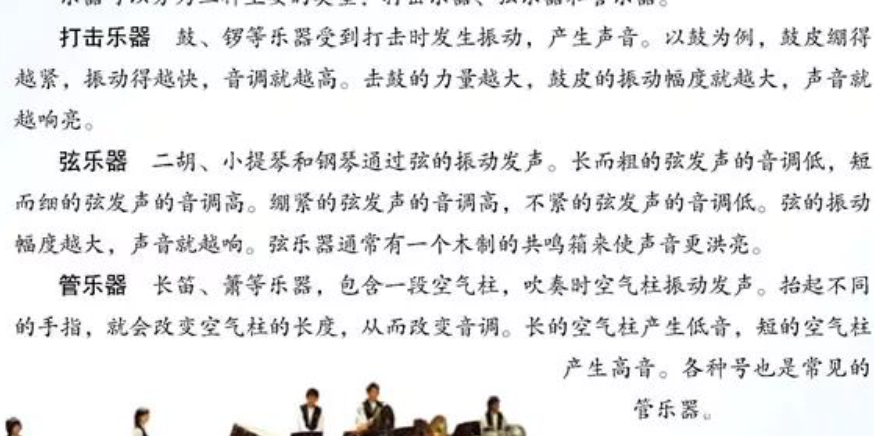 打击乐器 鼓、锣等乐器受到打击时发生振动，产生声音。以鼓为例，鼓皮绷得
越紧，振动得越快，音调就越高。击鼓的力量越大，鼓皮的振动幅度就越大，声音就
越响亮。
弦乐器 二胡、小提琴和钢琴通过弦的振动发声。长而粗的弦发声的音调低，短
而细的弦发声的音调高。绷紧的弦发声的音调高，不紧的弦发声的音调低。弦的振动
幅度越大，声音就越响。弦乐器通常有一个木制的共鸣箱来使声音更洪亮。
管乐器 长笛、箫等乐器，包含一段空气柱，吹奏时空气柱振动发声。抬起不同
的手指，就会改变空气柱的长度，从而改变音调。长的空气柱产生低音，短的空气柱
产生高音。各种号也是常见的
管乐器。